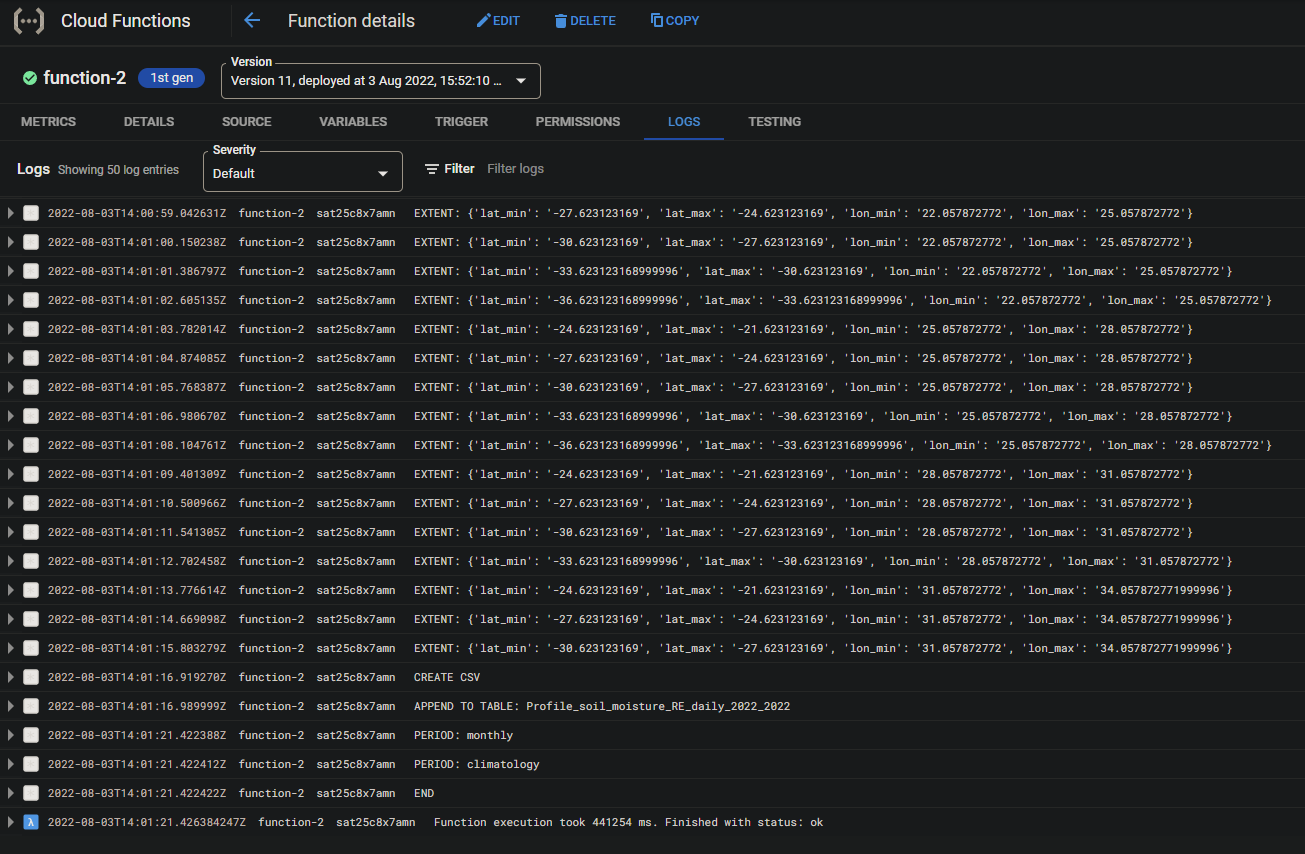 Cloud Functions Function details EDIT DELETE COPY
function-2 1st gen Version Version 11, deployed at 3 Aug 2022, 15:52:10 ...
METRICS DETAILS SOURCE VARIABLES TRIGGER PERMISSIONS LOGS TESTING
Logs Showing 50 log entries Severity Default Filter Filter logs
2022-08-03T14:00:59.042631Z function-2 sat25c8x7amn EXTENT: {'lat_min': '-27.623123169', 'lat_max': '-24.623123169', 'lon_min': '22.057872772', 'lon_max': '25.057872772'}
2022-08-03T14:01:00.150238Z function-2 sat25c8x7amn EXTENT: {'lat_min': '-30.623123169', 'lat_max': '-27.623123169', 'lon_min': '22.057872772', 'lon_max': '25.057872772'}
2022-08-03T14:01:01.386797Z function-2 sat25c8x7amn EXTENT: {'lat_min': '-33.623123168999996', 'lat_max': '-30.623123169', 'lon_min': '22.057872772', 'lon_max': '25.057872772'}
2022-08-03T14:01:02.605135Z function-2 sat25c8x7amn EXTENT: {'lat_min': '-36.623123168999996', 'lat_max': '-33.623123168999996', 'lon_min': '22.057872772', 'lon_max': '25.057872772'}
2022-08-03T14:01:03.782014Z function-2 sat25c8x7amn EXTENT: {'lat_min': '-24.623123169', 'lat_max': '-21.623123169', 'lon_min': '25.057872772', 'lon_max': '28.057872772'}
2022-08-03T14:01:04.874085Z function-2 sat25c8x7amn EXTENT: {'lat_min': '-27.623123169', 'lat_max': '-24.623123169', 'lon_min': '25.057872772', 'lon_max': '28.057872772'}
2022-08-03T14:01:05.768387Z function-2 sat25c8x7amn EXTENT: {'lat_min': '-30.623123169', 'lat_max': '-27.623123169', 'lon_min': '25.057872772', 'lon_max': '28.057872772'}
2022-08-03T14:01:06.980670Z function-2 sat25c8x7amn EXTENT: {'lat_min': '-33.623123168999996', 'lat_max': '-30.623123169', 'lon_min': '25.057872772', 'lon_max': '28.057872772'}
2022-08-03T14:01:08.104761Z function-2 sat25c8x7amn EXTENT: {'lat_min': '-36.623123168999996', 'lat_max': '-33.623123168999996', 'lon_min': '25.057872772', 'lon_max': '28.057872772'}
2022-08-03T14:01:09.401309Z function-2 sat25c8x7amn EXTENT: {'lat_min': '-24.623123169', 'lat_max': '-21.623123169', 'lon_min': '28.057872772', 'lon_max': '31.057872772'}
2022-08-03T14:01:10.500966Z function-2 sat25c8x7amn EXTENT: {'lat_min': '-27.623123169', 'lat_max': '-24.623123169', 'lon_min': '28.057872772', 'lon_max': '31.057872772'}
2022-08-03T14:01:11.541305Z function-2 sat25c8x7amn EXTENT: {'lat_min': '-30.623123169', 'lat_max': '-27.623123169', 'lon_min': '28.057872772', 'lon_max': '31.057872772'}
2022-08-03T14:01:12.702458Z function-2 sat25c8x7amn EXTENT: {'lat_min': '-33.623123168999996', 'lat_max': '-30.623123169', 'lon_min': '28.057872772', 'lon_max': '31.057872772'}
2022-08-03T14:01:13.776614Z function-2 sat25c8x7amn EXTENT: {'lat_min': '-24.623123169', 'lat_max': '-21.623123169', 'lon_min': '31.057872772', 'lon_max': '34.057872771999996'}
2022-08-03T14:01:14.669098Z function-2 sat25c8x7amn EXTENT: {'lat_min': '-27.623123169', 'lat_max': '-24.623123169', 'lon_min': '31.057872772', 'lon_max': '34.057872771999996'}
2022-08-03T14:01:15.803279Z function-2 sat25c8x7amn EXTENT: {'lat_min': '-30.623123169', 'lat_max': '-27.623123169', 'lon_min': '31.057872772', 'lon_max': '34.057872771999996'}
2022-08-03T14:01:16.919270Z function-2 sat25c8x7amn CREATE CSV
2022-08-03T14:01:16.989999Z function-2 sat25c8x7amn APPEND TO TABLE: Profile_soil_moisture_RE_daily_2022_2022
2022-08-03T14:01:21.422388Z function-2 sat25c8x7amn PERIOD: monthly
2022-08-03T14:01:21.422412Z function-2 sat25c8x7amn PERIOD: climatology
2022-08-03T14:01:21.422422Z function-2 sat25c8x7amn END
λ 2022-08-03T14:01:21.426384247Z function-2 sat25c8x7amn Function execution took 441254 ms. Finished with status: ok